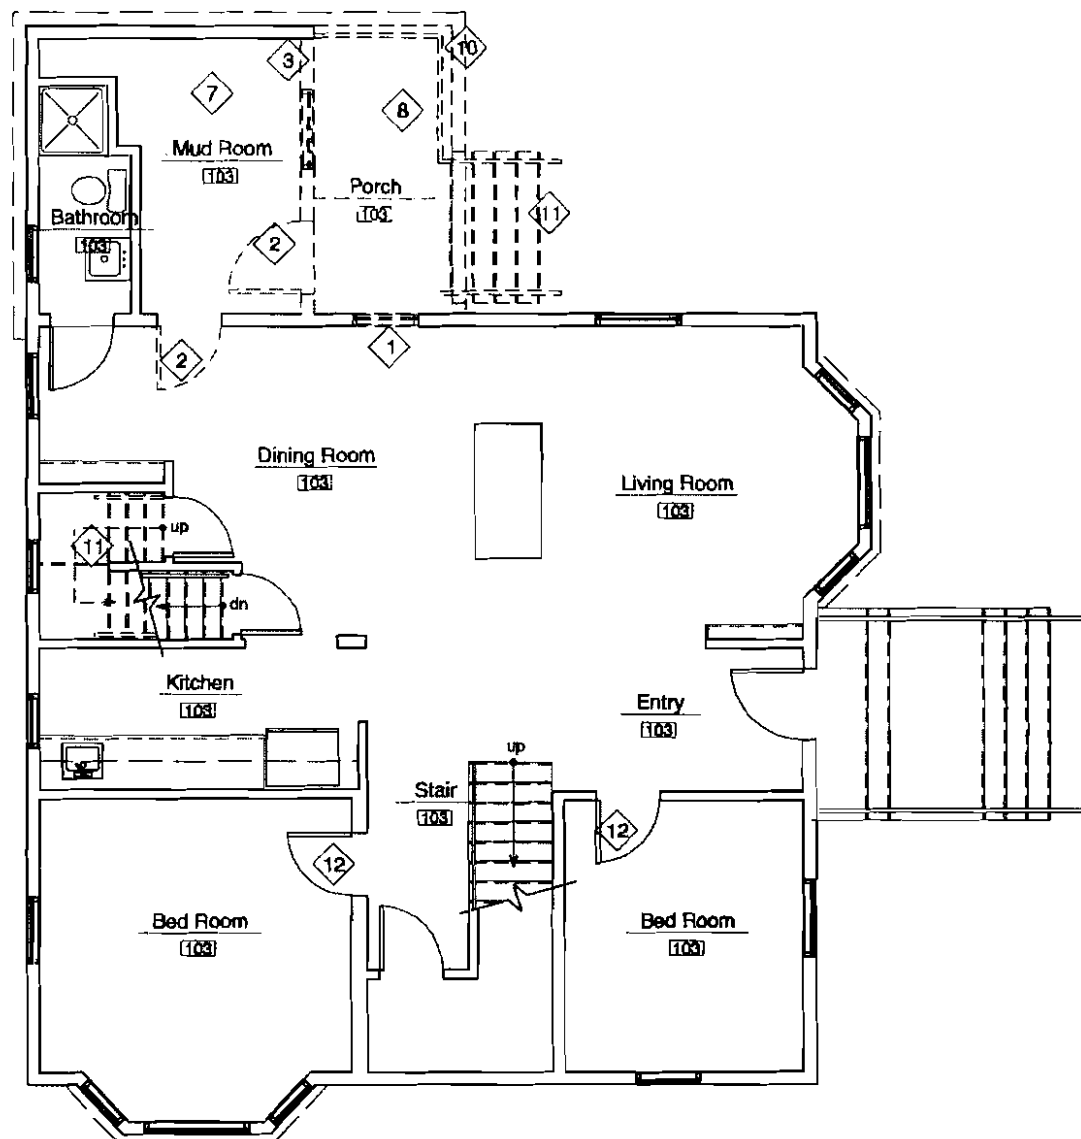 10
3
7
8
Mud Room
103
Porch
103
Bathroom
103
11
2
1
2
Dining Room
103
Living Room
103
up
11
dn
Kitchen
103
Entry
103
up
Stair
103
12
12
Bed Room
103
Bed Room
103